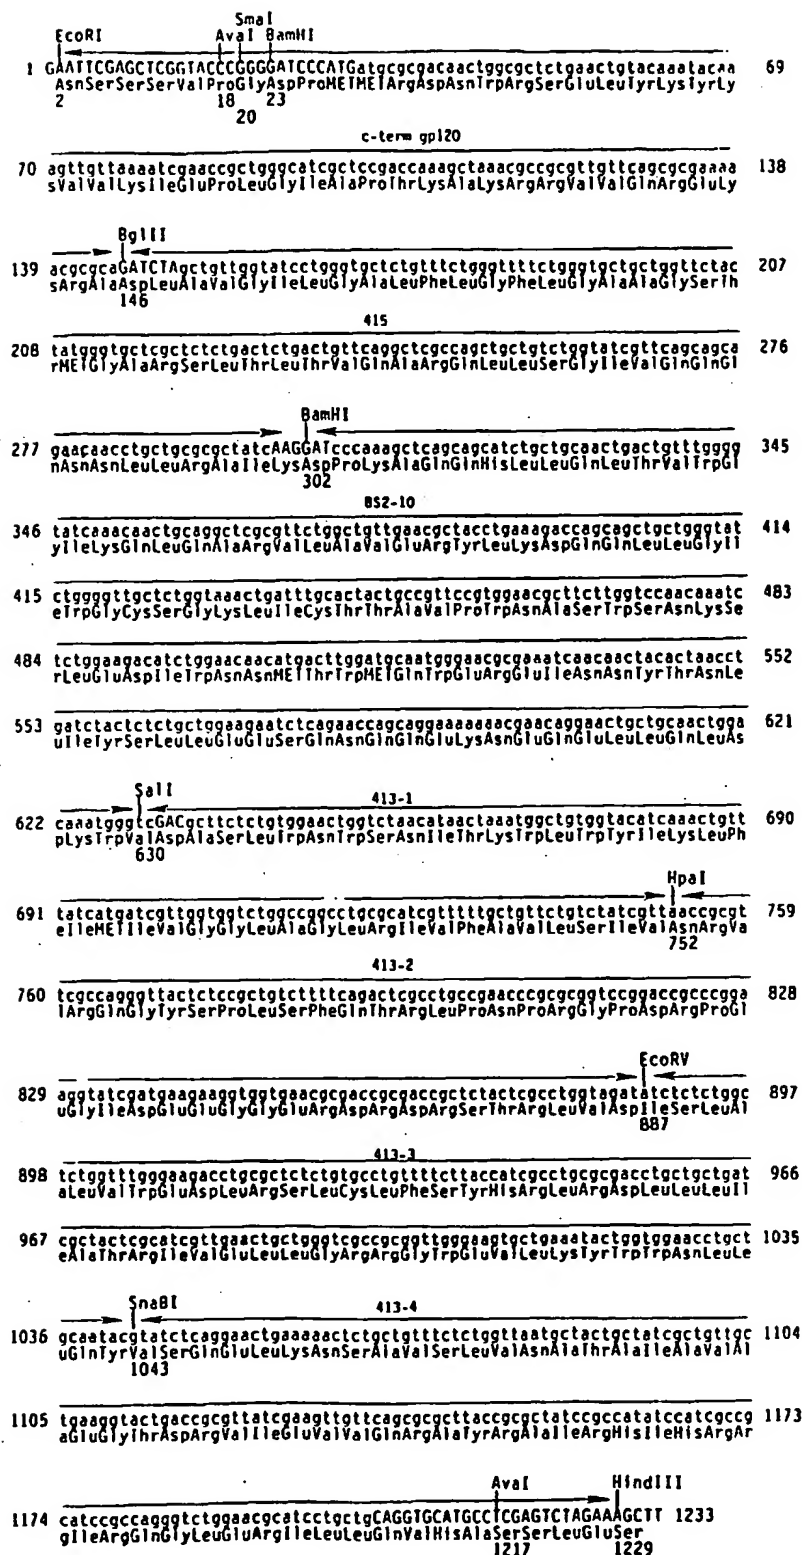 SmaI
EcoRI AvaI BamHI
1 GAATTCGAGCTCGGTACCCGGGGATCCCATGatgcgcgacaactggcgctctgaactgtacaaatacaa 69
AsnSerSerSerValProGlyAspProMETMETArgAspAsnTrpArgSerGluLeuTyrLysTyrLy
2 18 23
20
c-term gp120
70 agttgttaaaatcgaaccgctgggcatcgctccgaccaaagctaaacgccgcgttgttcagcgcgaaaa 138
sValValLysIleGluProLeuGlyIleAlaProThrLysAlaLysArgArgValValGlnArgGluLy
BglII
139 acgcgcaGATCTAgctgttggtatcctgggtgctctgtttctgggttttctgggtgctgctggttctac 207
sArgAlaAspLeuAlaValGlyIleLeuGlyAlaLeuPheLeuGlyPheLeuGlyAlaAlaGlySerTh
146
415
208 tatgggtgctcgctctctgactctgactgttcaggctcgccagctgctgtctggtatcgttcagcagca 276
rMETGlyAlaArgSerLeuThrLeuThrValGlnAlaArgGlnLeuLeuSerGlyIleValGlnGlnGl
BamHI
277 gaacaacctgctgcgcgctatcAAGGATcccaaagctcagcagcatctgctgcaactgactgtttgggg 345
nAsnAsnLeuLeuArgAlaIleLysAspProLysAlaGlnGlnHisLeuLeuGlnLeuThrValTrpGl
302
BS2-10
346 tatcaaacaactgcaggctcgcgttctggctgttgaacgctacctgaaagaccagcagctgctgggtat 414
yIleLysGlnLeuGlnAlaArgValLeuAlaValGluArgTyrLeuLysAspGlnGlnLeuLeuGlyIl
415 ctggggttgctctggtaaactgatttgcactactgccgttccgtggaacgcttcttggtccaacaaatc 483
eTrpGlyCysSerGlyLysLeuIleCysThrThrAlaValProTrpAsnAlaSerTrpSerAsnLysSe
484 tctggaagacatctggaacaacatgacttggatgcaatgggaacgcgaaatcaacaactacactaacct 552
rLeuGluAspIleTrpAsnAsnMETThrTrpMETGlnTrpGluArgGluIleAsnAsnTyrThrAsnLe
553 gatctactctctgctggaagaatctcagaaccagcaggaaaaaaacgaacaggaactgctgcaactgga 621
uIleTyrSerLeuLeuGluGluSerGlnAsnGlnGlnGluLysAsnGluGlnGluLeuLeuGlnLeuAs
SalI 413-1
622 caaatgggtcGACgcttctctgtggaactggtctaacataactaaatggctgtggtacatcaaactgtt 690
pLysTrpValAspAlaSerLeuTrpAsnTrpSerAsnIleThrLysTrpLeuTrpTyrIleLysLeuPh
630
HpaI
691 tatcatgatcgttggtggtctggccggcctgcgcatcgtttttgctgttctgtctatcgttaaccgcgt 759
eIleMETIleValGlyGlyLeuAlaGlyLeuArgIleValPheAlaValLeuSerIleValAsnArgVa
752
413-2
760 tcgccagggttactctccgctgtcttttcagactcgcctgccgaacccgcgcggtccggaccgcccgga 828
lArgGlnGlyTyrSerProLeuSerPheGlnThrArgLeuProAsnProArgGlyProAspArgProGl
EcoRV
829 aggtatcgatgaagaaggtggtgaacgcgaccgcgaccgctctactcgcctggtagatatctctctggc 897
uGlyIleAspGluGluGlyGlyGluArgAspArgAspArgSerThrArgLeuValAspIleSerLeuAl
887
413-3
898 tctggtttgggaagacctgcgctctctgtgcctgttttcttaccatcgcctgcgcgacctgctgctgat 966
aLeuValTrpGluAspLeuArgSerLeuCysLeuPheSerTyrHisArgLeuArgAspLeuLeuLeuIl
967 cgctactcgcatcgttgaactgctgggtcgccgcggttgggaagtgctgaaatactggtggaacctgct 1035
eAlaThrArgIleValGluLeuLeuGlyArgArgGlyTrpGluValLeuLysTyrTrpTrpAsnLeuLe
SnaBI 413-4
1036 gcaatacgtatctcaggaactgaaaaactctgctgtttctctggttaatgctactgctatcgctgttgc 1104
uGlnTyrValSerGlnGluLeuLysAsnSerAlaValSerLeuValAsnAlaThrAlaIleAlaValAl
1043
1105 tgaaggtactgaccgcgttatcgaagttgttcagcgcgcttaccgcgctatccgccatatccatcgccg 1173
aGluGlyThrAspArgValIleGluValValGlnArgAlaTyrArgAlaIleArgHisIleHisArgAr
AvaI HindIII
1174 catccgccagggtctggaacgcatcctgctgCAGGTGCATGCCTCGAGTCTAGAAAGCTT 1233
gIleArgGlnGlyLeuGluArgIleLeuLeuGlnValHisAlaSerSerLeuGluSer
1217 1229